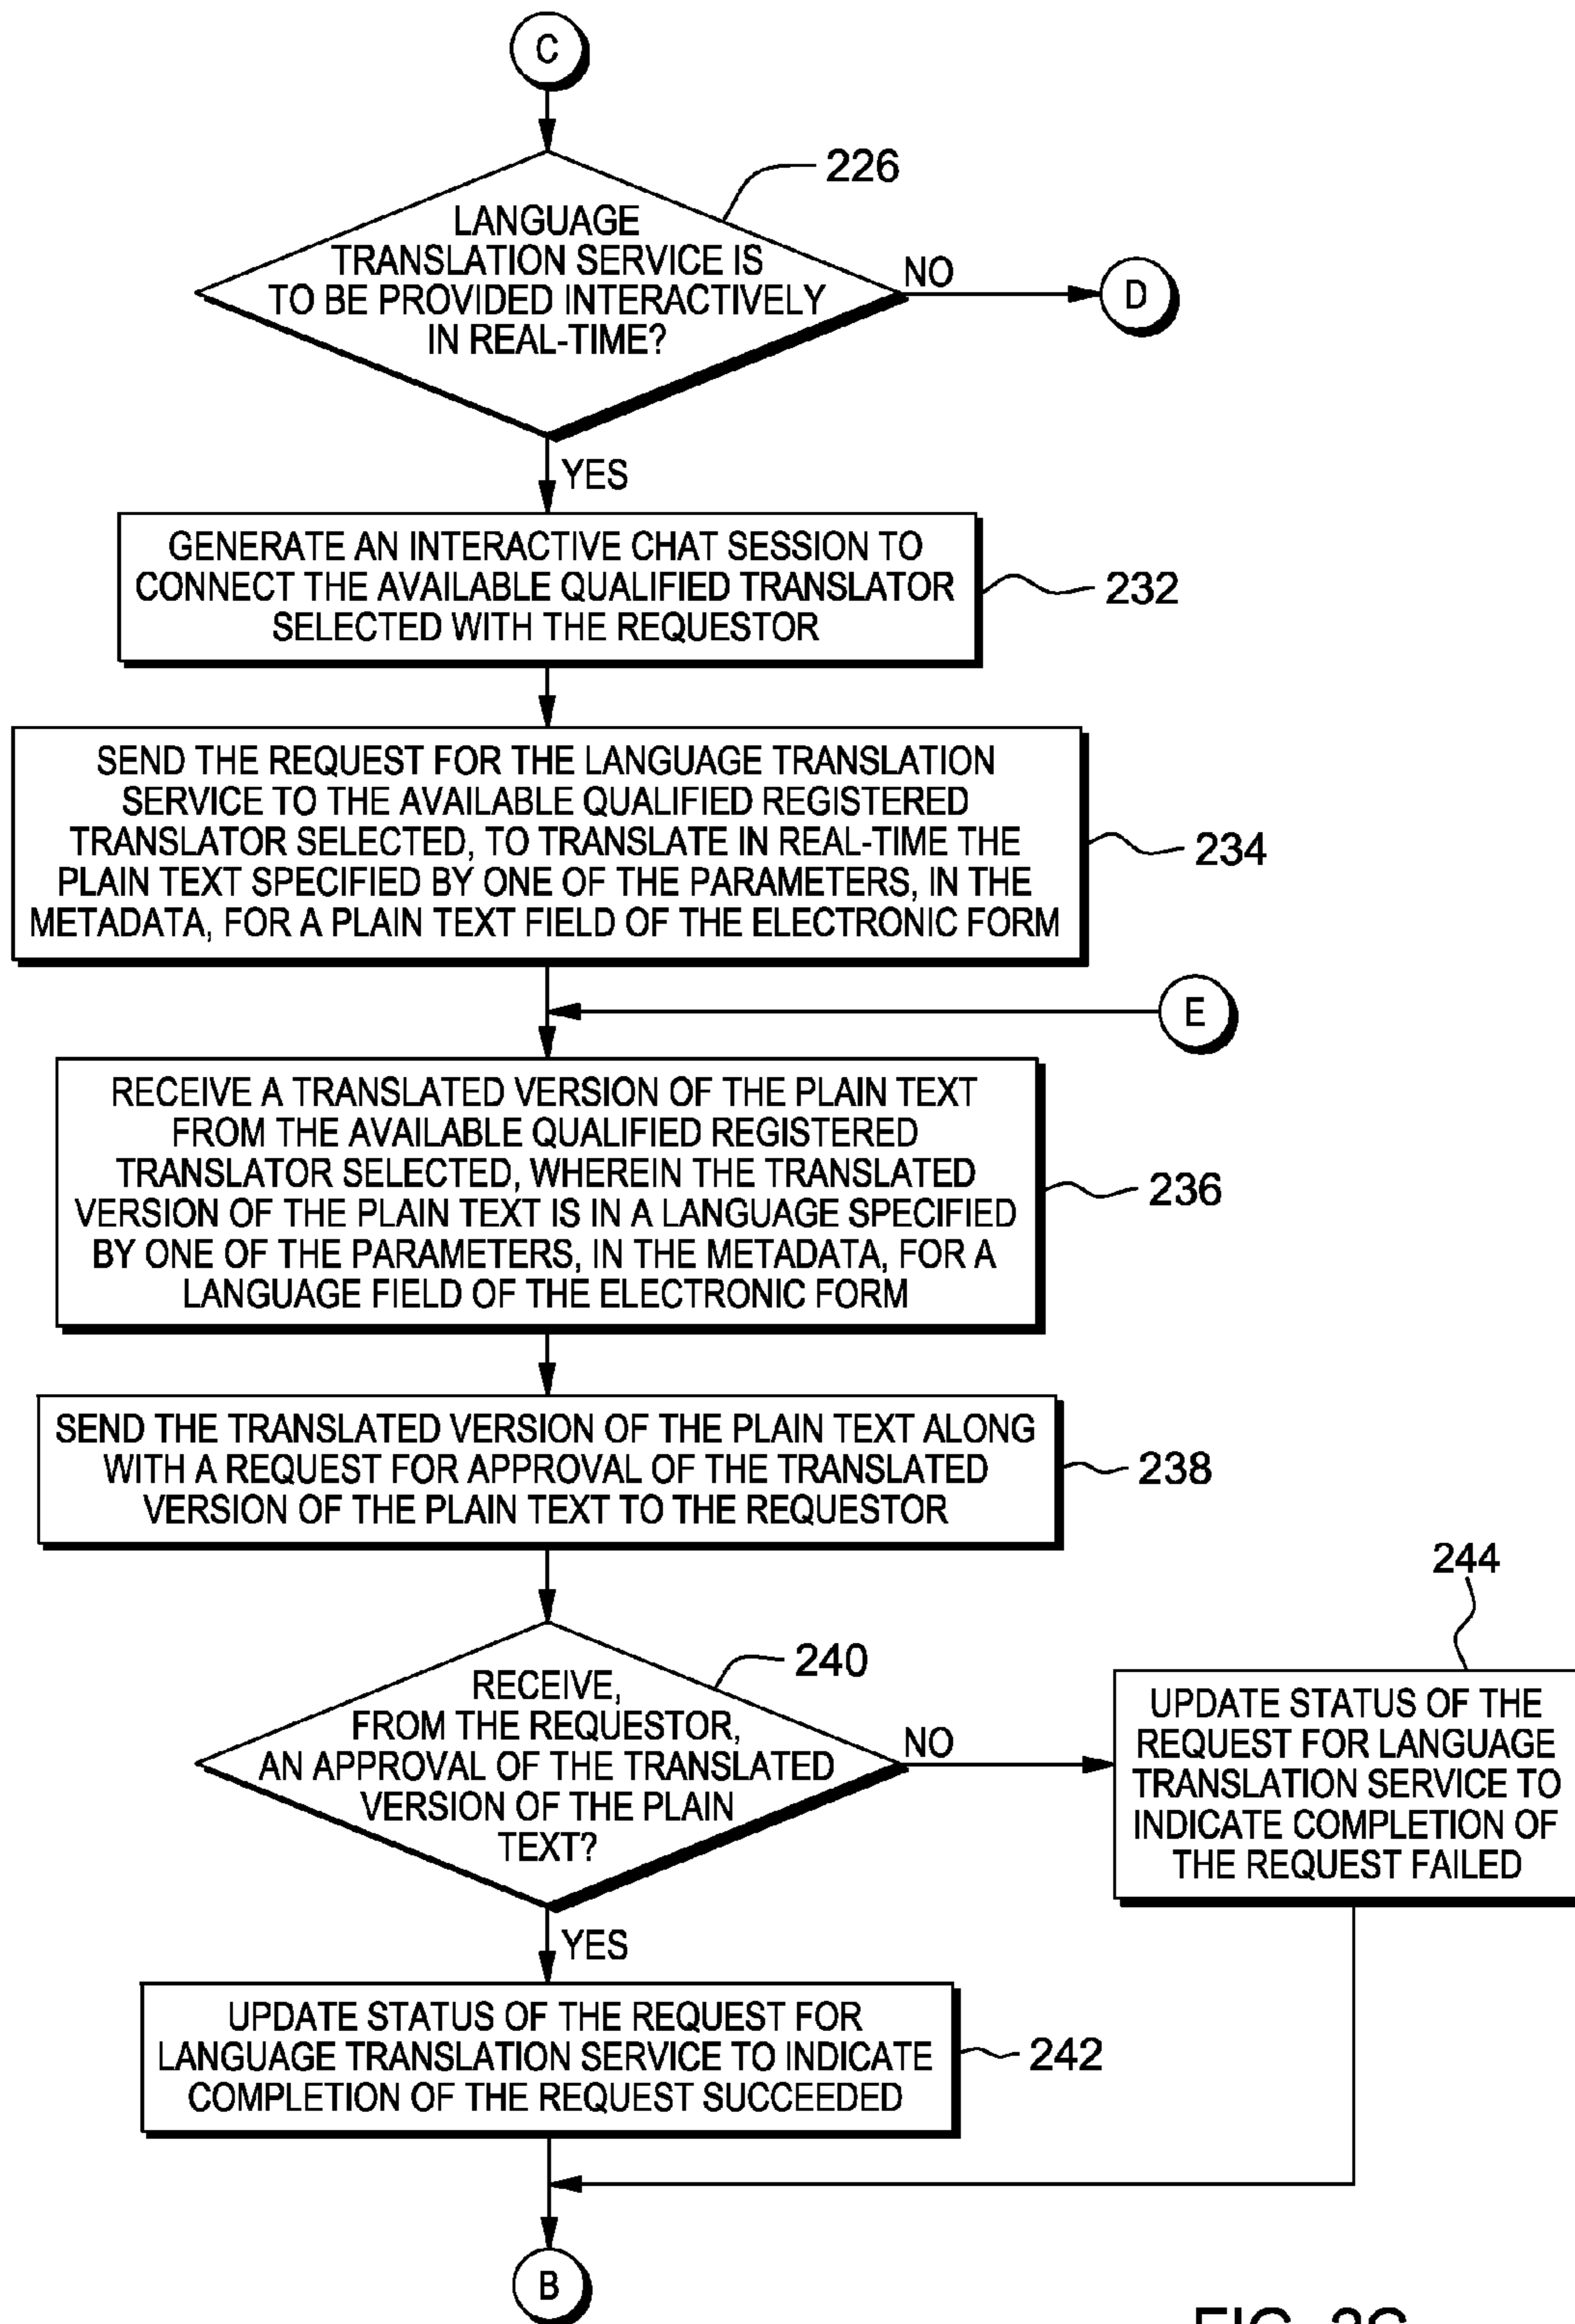 C
226
LANGUAGE
TRANSLATION SERVICE IS
TO BE PROVIDED INTERACTIVELY
IN REAL-TIME?
NO
D
YES
GENERATE AN INTERACTIVE CHAT SESSION TO
CONNECT THE AVAILABLE QUALIFIED TRANSLATOR
SELECTED WITH THE REQUESTOR
232
SEND THE REQUEST FOR THE LANGUAGE TRANSLATION
SERVICE TO THE AVAILABLE QUALIFIED REGISTERED
TRANSLATOR SELECTED, TO TRANSLATE IN REAL-TIME THE
PLAIN TEXT SPECIFIED BY ONE OF THE PARAMETERS, IN THE
METADATA, FOR A PLAIN TEXT FIELD OF THE ELECTRONIC FORM
234
E
RECEIVE A TRANSLATED VERSION OF THE PLAIN TEXT
FROM THE AVAILABLE QUALIFIED REGISTERED
TRANSLATOR SELECTED, WHEREIN THE TRANSLATED
VERSION OF THE PLAIN TEXT IS IN A LANGUAGE SPECIFIED
BY ONE OF THE PARAMETERS, IN THE METADATA, FOR A
LANGUAGE FIELD OF THE ELECTRONIC FORM
236
SEND THE TRANSLATED VERSION OF THE PLAIN TEXT ALONG
WITH A REQUEST FOR APPROVAL OF THE TRANSLATED
VERSION OF THE PLAIN TEXT TO THE REQUESTOR
238
240
RECEIVE,
FROM THE REQUESTOR,
AN APPROVAL OF THE TRANSLATED
VERSION OF THE PLAIN
TEXT?
NO
244
UPDATE STATUS OF THE
REQUEST FOR LANGUAGE
TRANSLATION SERVICE TO
INDICATE COMPLETION OF
THE REQUEST FAILED
YES
UPDATE STATUS OF THE REQUEST FOR
LANGUAGE TRANSLATION SERVICE TO INDICATE
COMPLETION OF THE REQUEST SUCCEEDED
242
B